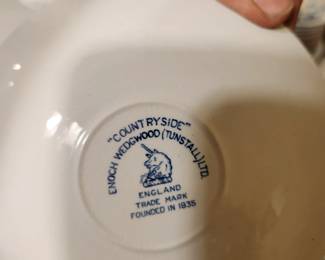 "COUNTRYSIDE"
ENOCH WEDGWOOD (TUNSTALL) LTD.
ENGLAND
TRADE MARK
FOUNDED IN 1835